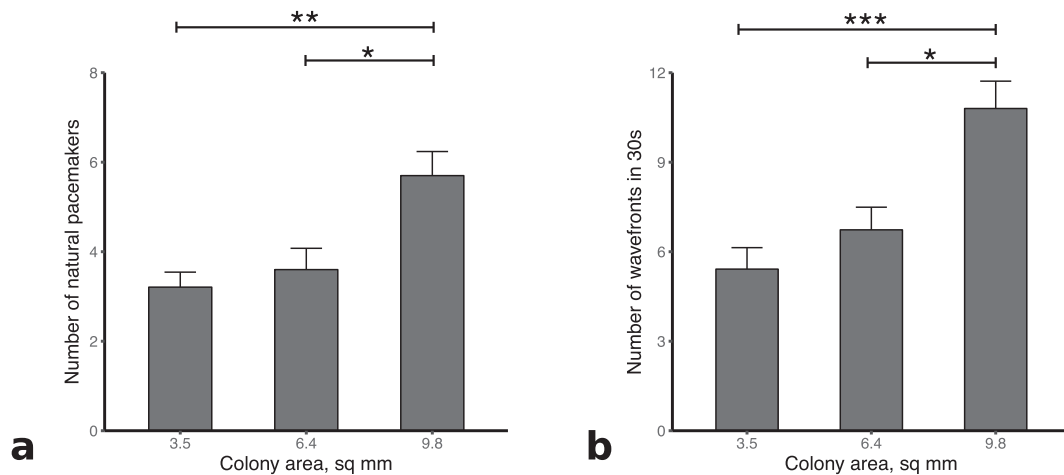 **
*
8
6
4
2
0
Number of natural pacemakers
3.5 6.4 9.8
Colony area, sq mm
a
***
*
12
9
6
3
0
Number of wavefronts in 30s
3.5 6.4 9.8
Colony area, sq mm
b